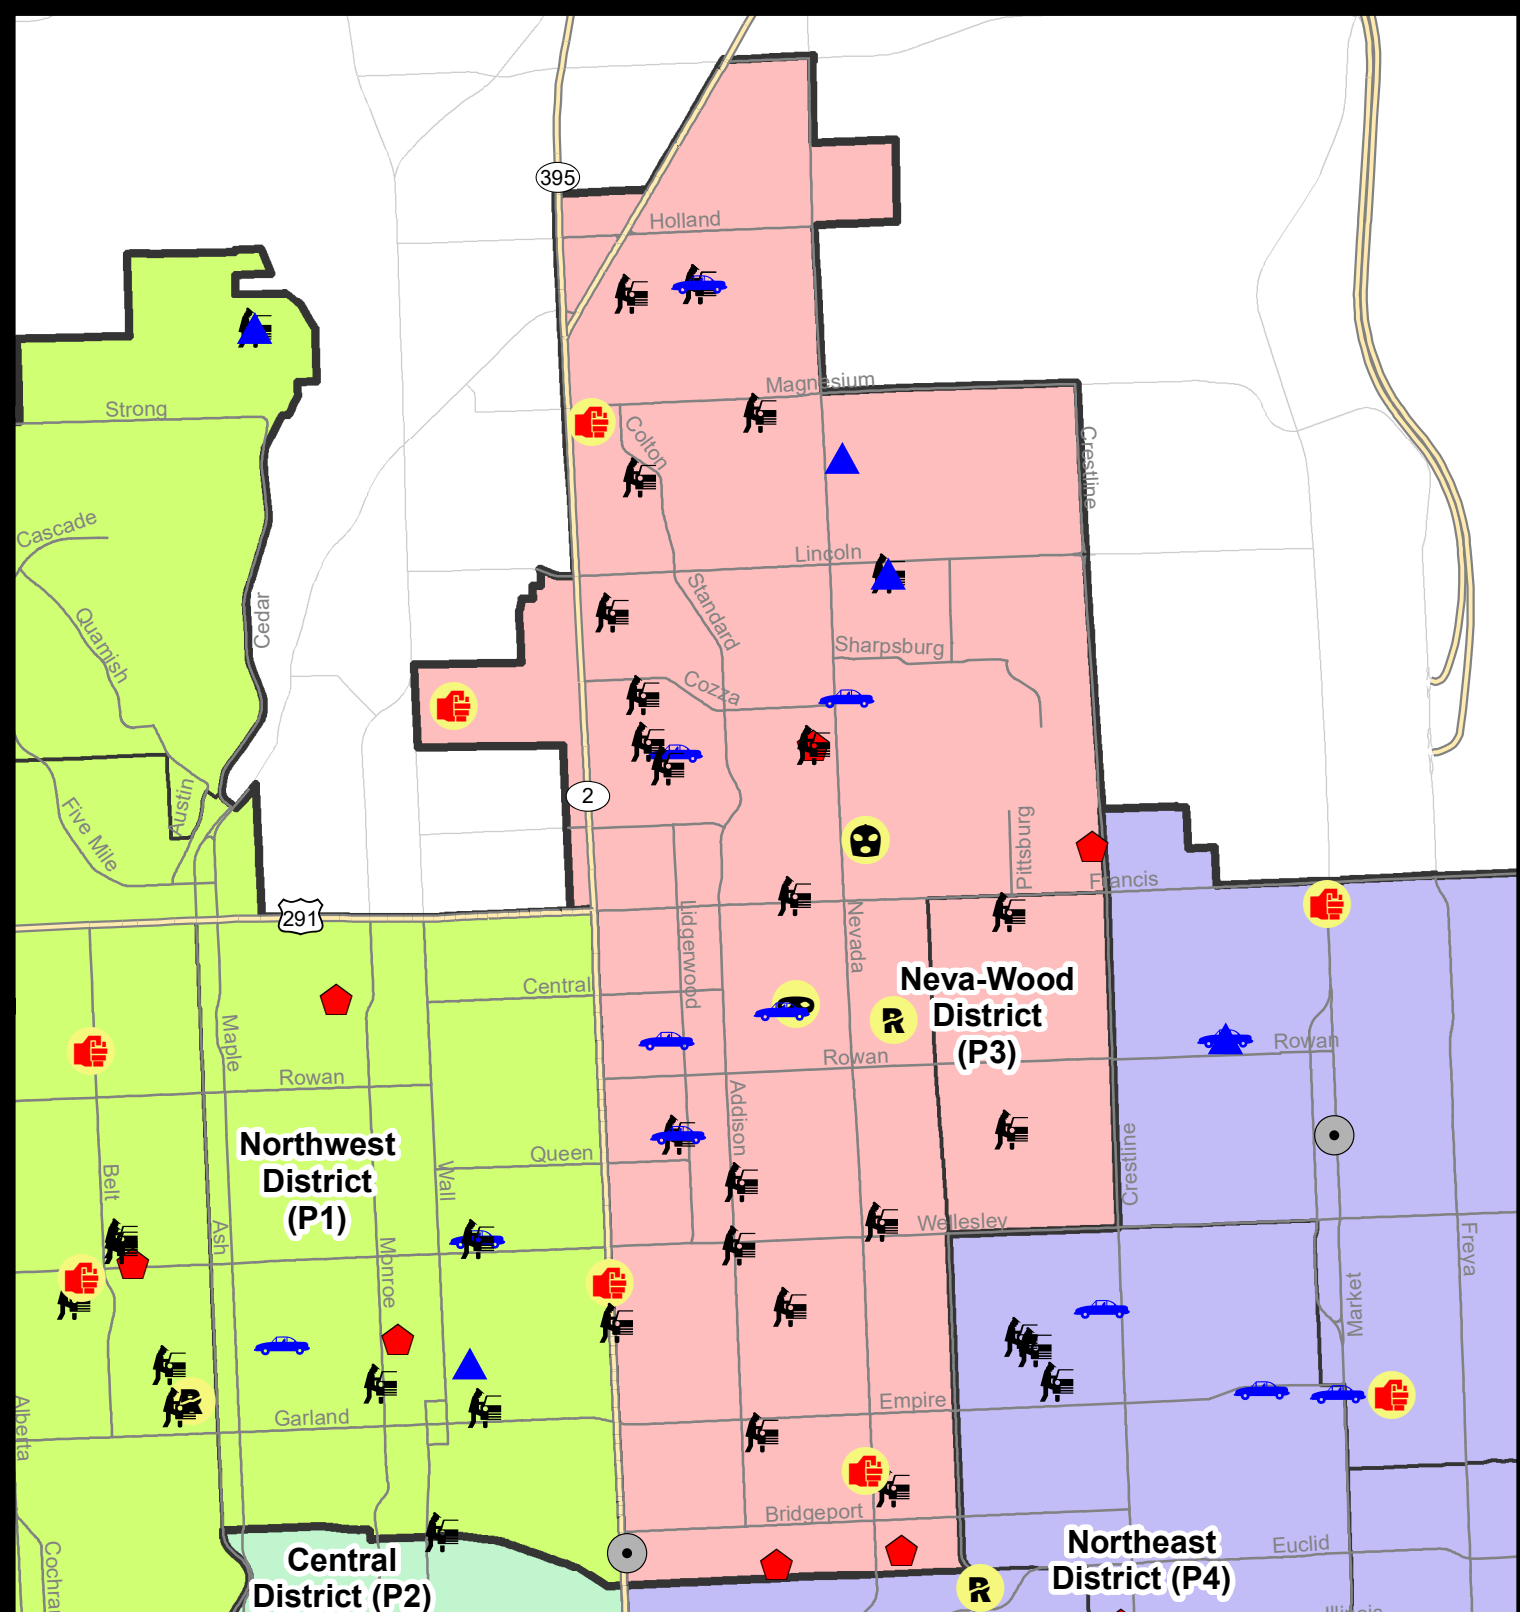 395
Holland
Magnesium
Strong
Colton
Crestline
Cascade
Lincoln
Standard
Cedar
Quamish
Sharpsburg
Cozza
2
Austin
Five Mile
Pittsburg
Francis
291
Lidgerwood
Nevada
Central
Neva-Wood
District
(P3)
R
Maple
Rowan
Rowan
Rowan
Addison
Northwest
District
(P1)
Queen
Belt
Wall
Crestline
Ash
Monroe
Wellesley
Freya
Market
Alberta
Garland
Empire
R
Bridgeport
Northeast
District (P4)
Euclid
Central
District (P2)
R